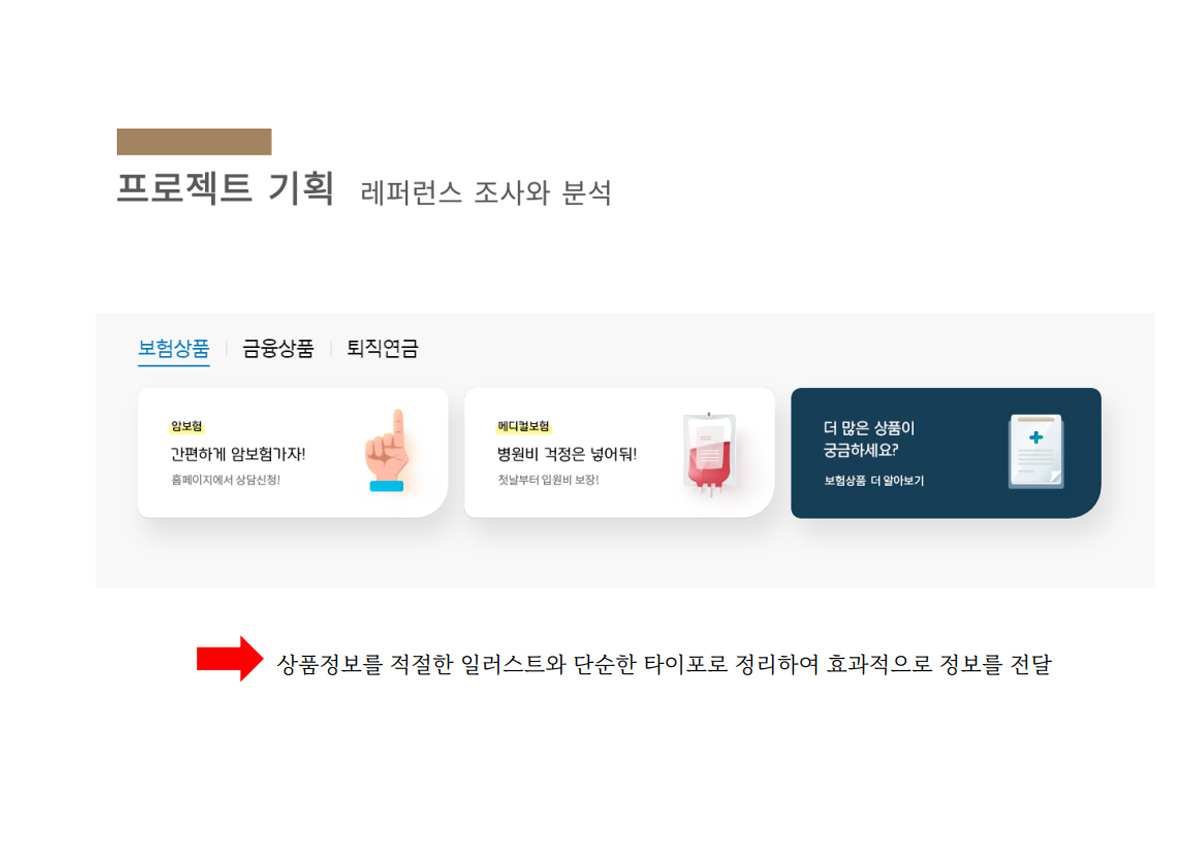 프로젝트 기획 레퍼런스 조사와 분석
보험상품 | 금융상품 | 퇴직연금
암보험
간편하게 암보험가자!
홈페이지에서 상담신청!
메디컬보험
병원비 걱정은 넣어둬!
첫날부터 입원비 보장!
더 많은 상품이
궁금하세요?
보험상품 더 알아보기
상품정보를 적절한 일러스트와 단순한 타이포로 정리하여 효과적으로 정보를 전달